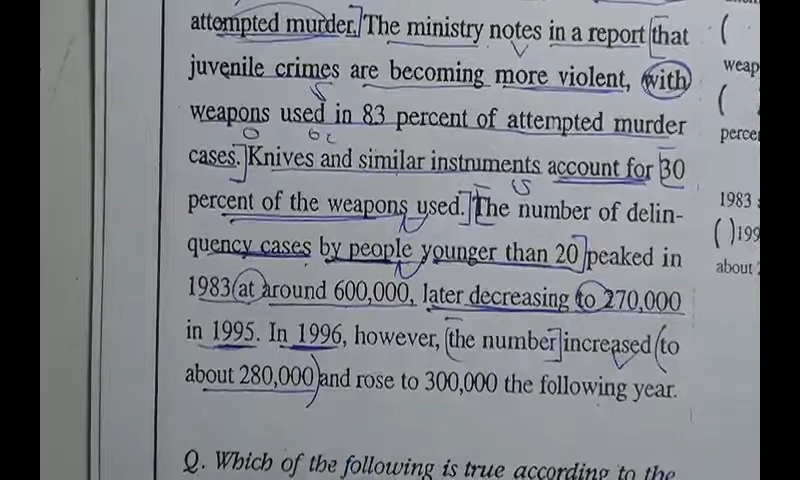 attempted murder. The ministry notes in a report that
juvenile crimes are becoming more violent, with
weapons used in 83 percent of attempted murder
cases. Knives and similar instruments account for 30
percent of the weapons used. The number of delin-
quency cases by people younger than 20 peaked in
1983 at around 600,000, later decreasing to 270,000
in 1995. In 1996, however, the number increased to
about 280,000 and rose to 300,000 the following year.
Q. Which of the following is true according to the
(
weap
(
perce
1983
( ) 199
about